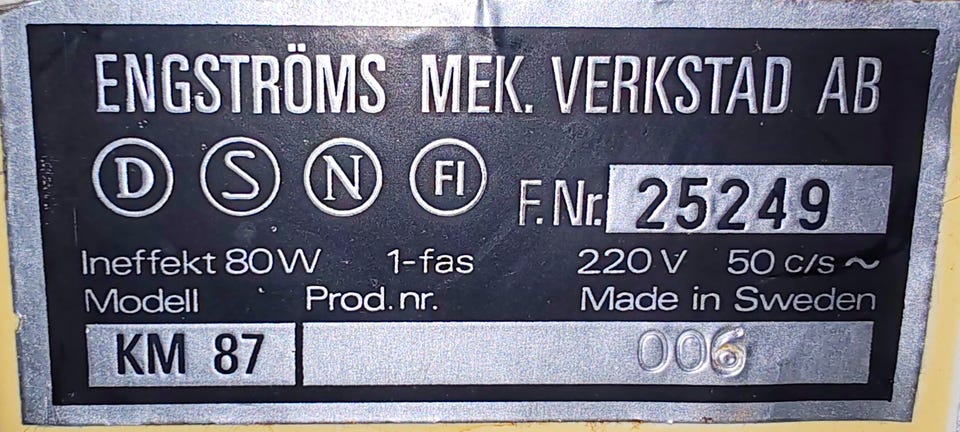 ENGSTRÖMS MEK. VERKSTAD AB
D S N FI F.Nr. 25249
Ineffekt 80W 1-fas 220 V 50 c/s ~
Modell Prod.nr. Made in Sweden
KM 87 006